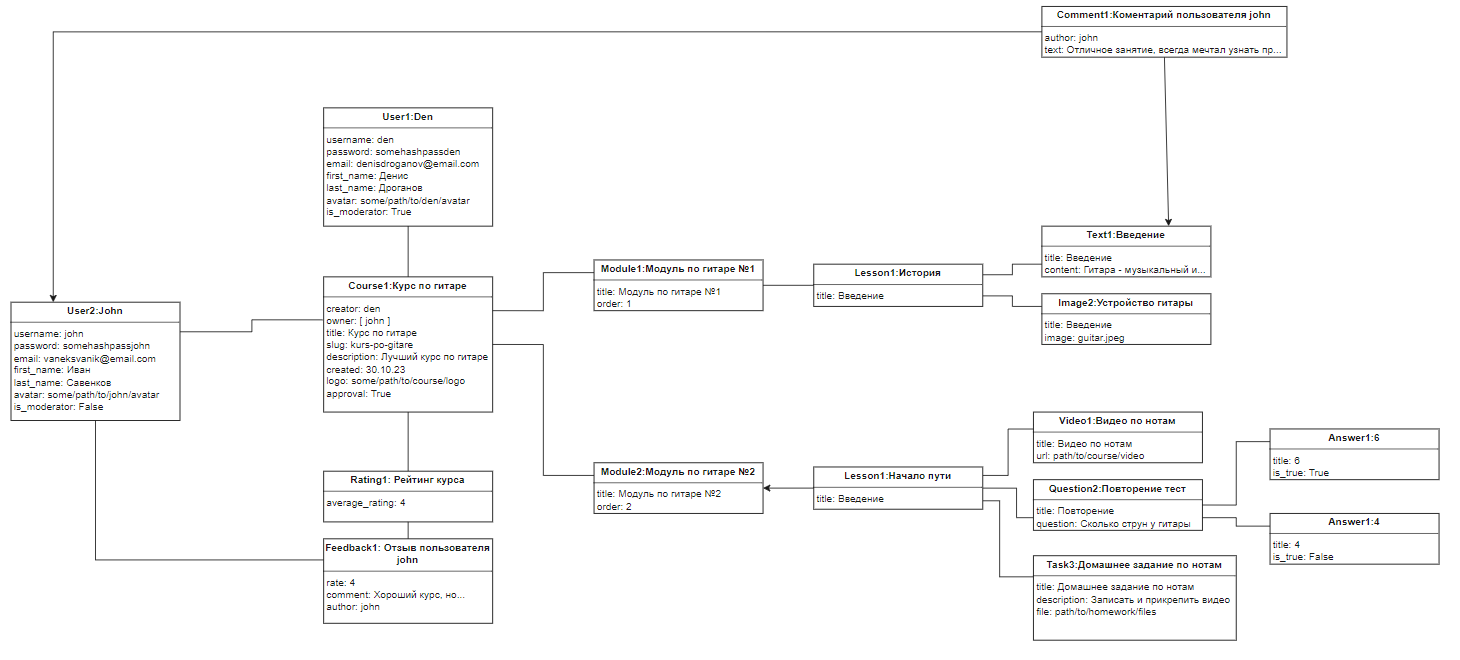 Comment1:Коментарий пользователя john
author: john
text: Отличное занятие, всегда мечтал узнать пр...
User1:Den
username: den
password: somehashpassden
email: denisdroganov@email.com
first_name: Денис
last_name: Дроганов
avatar: some/path/to/den/avatar
is_moderator: True
User2:John
username: john
password: somehashpassjohn
email: vaneksvanik@email.com
first_name: Иван
last_name: Савенков
avatar: some/path/to/john/avatar
is_moderator: False
Course1:Курс по гитаре
creator: den
owner: [ john ]
title: Курс по гитаре
slug: kurs-po-gitare
description: Лучший курс по гитаре
created: 30.10.23
logo: some/path/to/course/logo
approval: True
Rating1: Рейтинг курса
average_rating: 4
Feedback1: Отзыв пользователя
john
rate: 4
comment: Хороший курс, но...
author: john
Module1:Модуль по гитаре №1
title: Модуль по гитаре №1
order: 1
Lesson1:История
title: Введение
Text1:Введение
title: Введение
content: Гитара - музыкальный и...
Image2:Устройство гитары
title: Введение
image: guitar.jpeg
Module2:Модуль по гитаре №2
title: Модуль по гитаре №2
order: 2
Lesson1:Начало пути
title: Введение
Video1:Видео по нотам
title: Видео по нотам
url: path/to/course/video
Question2:Повторение тест
title: Повторение
question: Сколько струн у гитары
Task3:Домашнее задание по нотам
title: Домашнее задание по нотам
description: Записать и прикрепить видео
file: path/to/homework/files
Answer1:6
title: 6
is_true: True
Answer1:4
title: 4
is_true: False